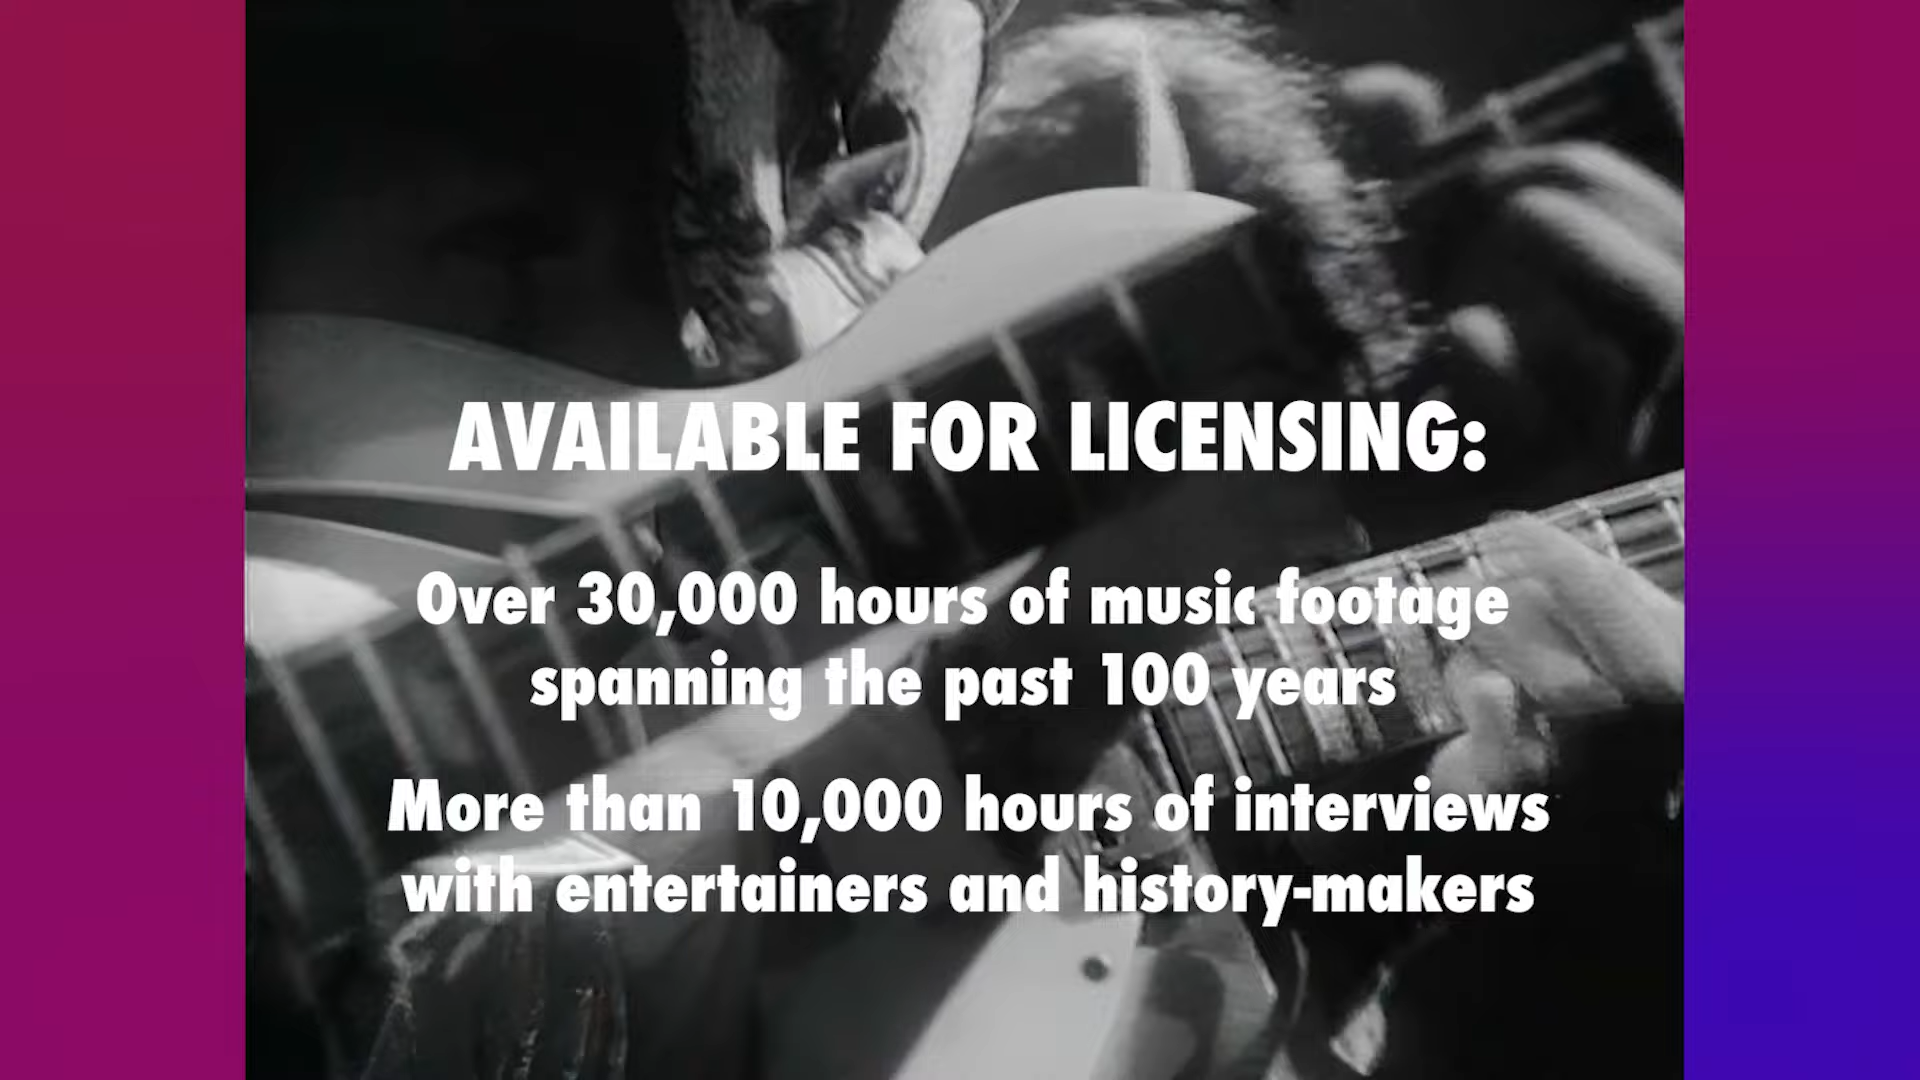 AVAILABLE FOR LICENSING:
Over 30,000 hours of music footage
spanning the past 100 years
More than 10,000 hours of interviews
with entertainers and history-makers